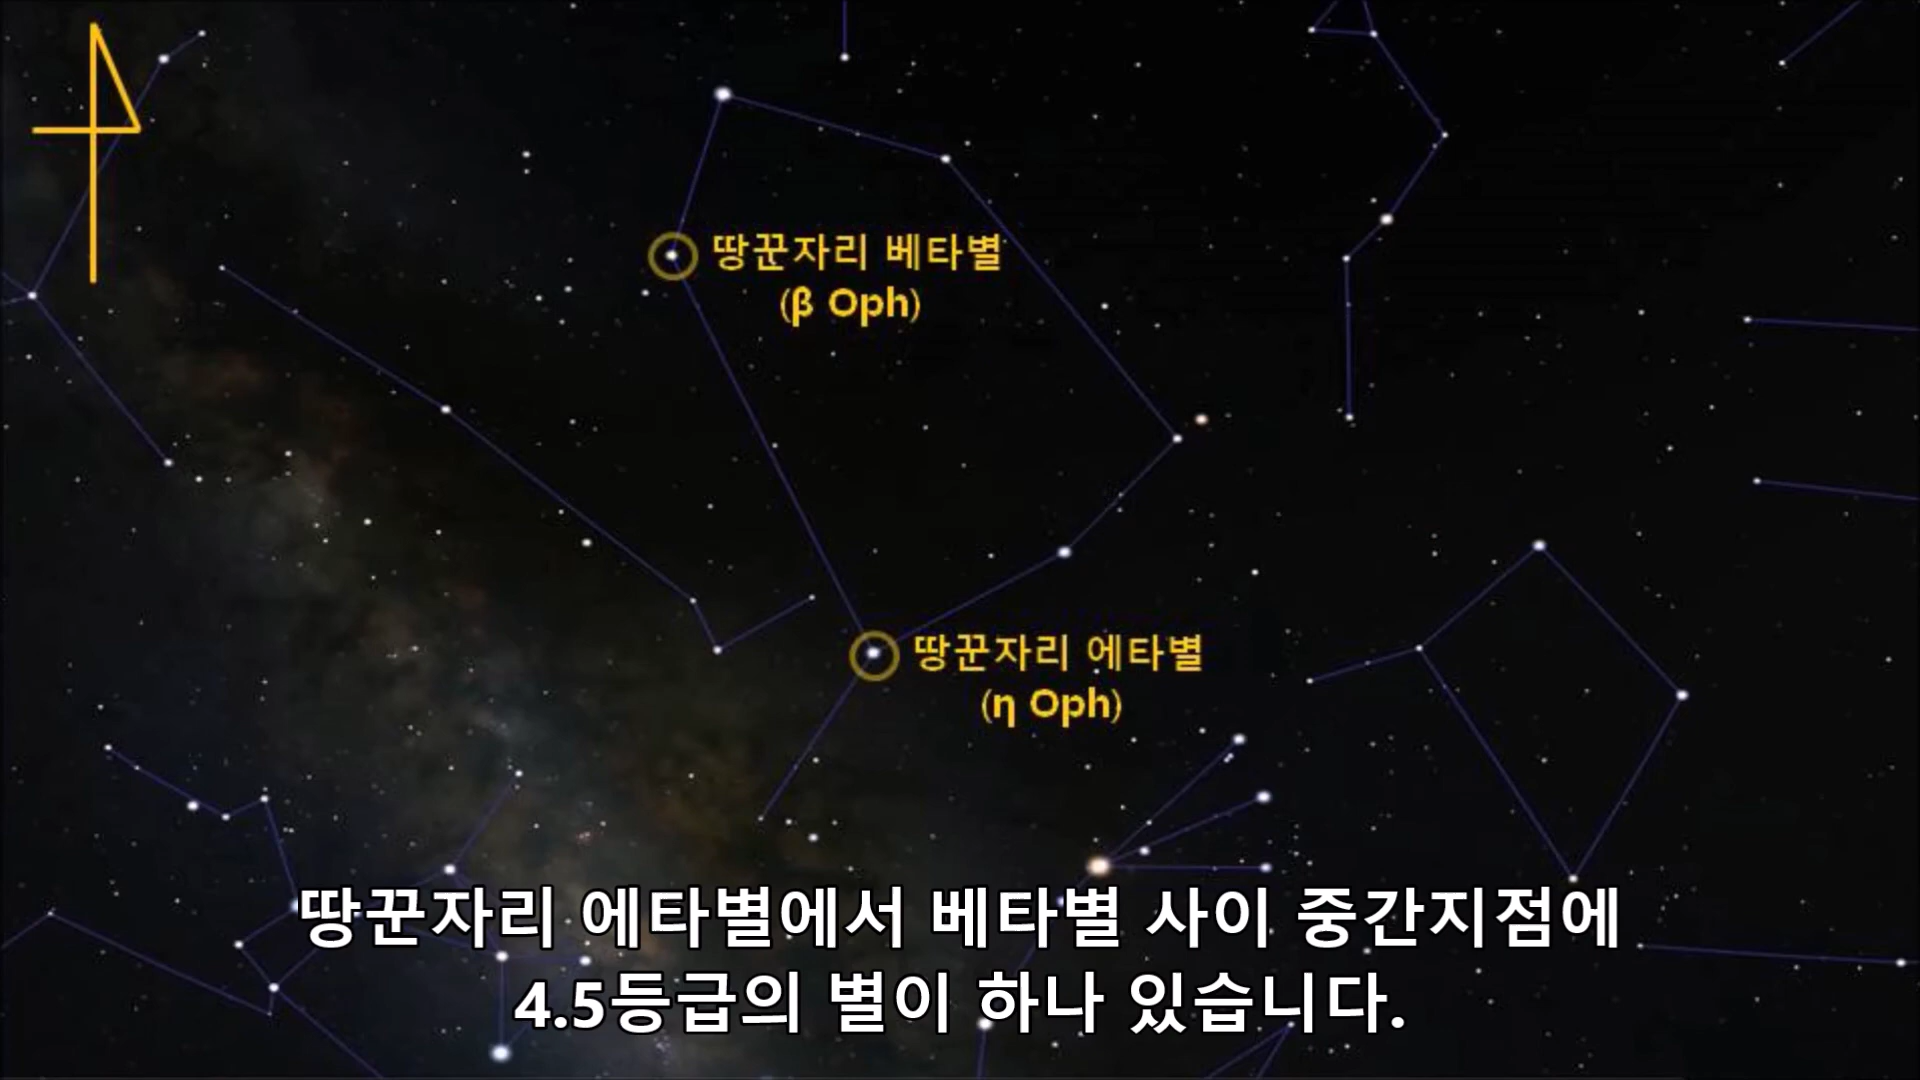 땅꾼자리 베타별
(β Oph)
땅꾼자리 에타별
(η Oph)
땅꾼자리 에타별에서 베타별 사이 중간지점에
4.5등급의 별이 하나 있습니다.